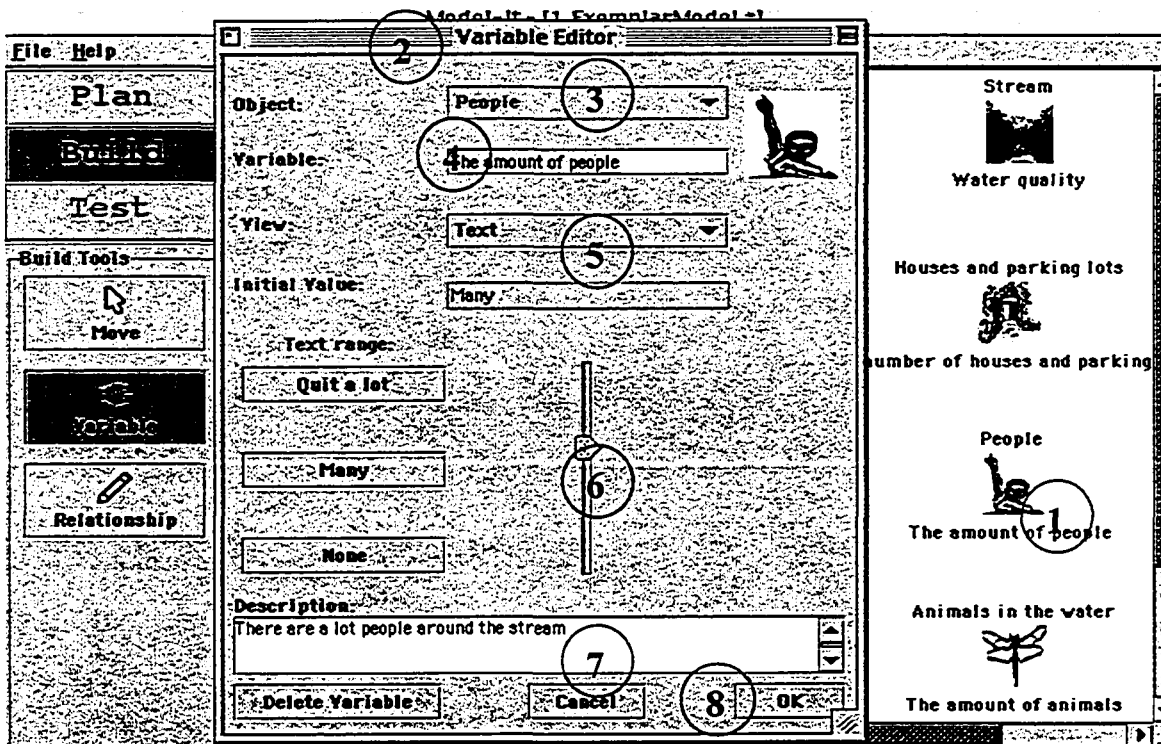 Model-It - [1 ExemplarModel *]
Variable Editor
2
File Help
Plan
Build
Test
Build Tools
Move
Variable
Relationship
Object:
People
3
Variable:
4
The amount of people
View:
Text
5
Initial Value:
Many
Text range:
Quit a lot
Many
6
None
Description:
There are a lot people around the stream
7
Delete Variable
Cancel
8
OK
Stream
Water quality
Houses and parking lots
number of houses and parking
People
1
The amount of people
Animals in the water
The amount of animals